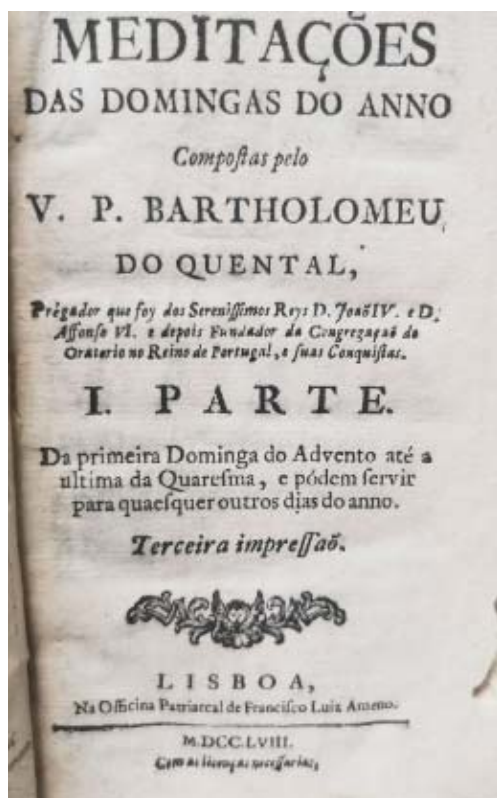 MEDITAÇÕES
DAS DOMINGAS DO ANNO
Compoſtas pelo
V. P. BARTHOLOMEU
DO QUENTAL,
Prègador que foy dos Sereniſſimos Reys D. Joaõ IV. e D.
Affonſo VI. e depois Fundador da Congregaçaõ do
Oratorio no Reino de Portugal, e ſuas Conquiſtas.
I. PARTE.
Da primeira Dominga do Advento até a
ultima da Quareſma, e pódem ſervir
para quaeſquer outros dias do anno.
Terceira impreſſaõ.
LISBOA,
Na Officina Patriarcal de Franciſco Luiz Ameno.
M.DCC.LVIII.
Com as licenças neceſſarias,